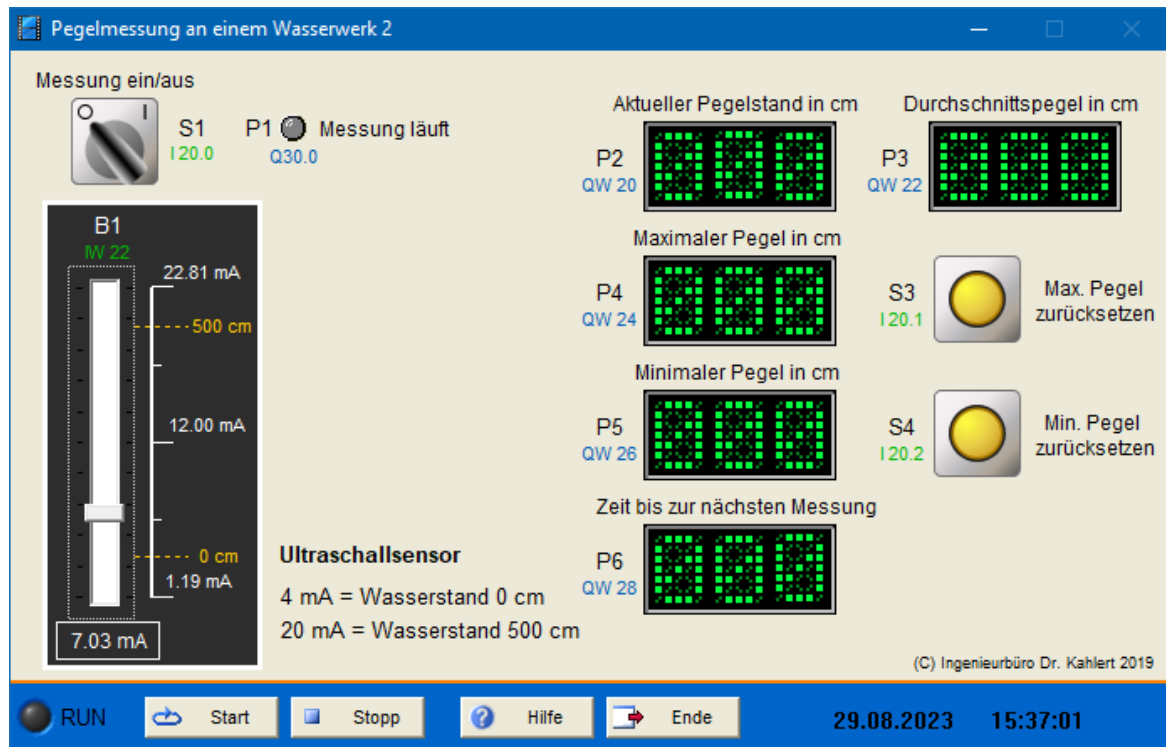 Pegelmessung an einem Wasserwerk 2
Messung ein/aus
O I
S1
I 20.0
P1 Messung läuft
Q30.0
Aktueller Pegelstand in cm
P2
QW 20
000
Durchschnittspegel in cm
P3
QW 22
000
B1
IW 22
22.81 mA
500 cm
12.00 mA
0 cm
1.19 mA
7.03 mA
Maximaler Pegel in cm
P4
QW 24
000
S3
I 20.1
Max. Pegel
zurücksetzen
Minimaler Pegel in cm
P5
QW 26
000
S4
I 20.2
Min. Pegel
zurücksetzen
Zeit bis zur nächsten Messung
P6
QW 28
000
Ultraschallsensor
4 mA = Wasserstand 0 cm
20 mA = Wasserstand 500 cm
(C) Ingenieurbüro Dr. Kahlert 2019
RUN Start Stopp Hilfe Ende 29.08.2023 15:37:01